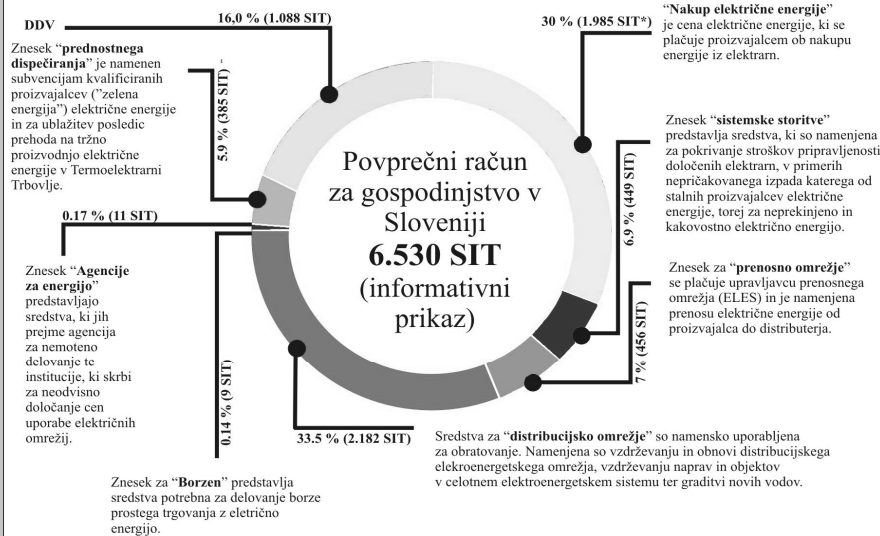 DDV
16,0 % (1.088 SIT)
Znesek “prednostnega
dispečiranja” je namenen
subvencijam kvalificiranih
proizvajalcev (”zelena
energija”) električne energije
in za ublažitev posledic
prehoda na tržno
proizvodnjo električne
energije v Termoelektrarni
Trbovlje.
5.9 % (385 SIT)
0.17 % (11 SIT)
Znesek “Agencije
za energijo”
predstavljajo
sredstva, ki jih
prejme agencija
za nemoteno
delovanje te
institucije, ki skrbi
za neodvisno
določanje cen
uporabe električnih
omrežij.
0.14 % (9 SIT)
Znesek za “Borzen” predstavlja
sredstva potrebna za delovanje borze
prostega trgovanja z eletrično
energijo.
Povprečni račun
za gospodinjstvo v
Sloveniji
6.530 SIT
(informativni
prikaz)
30 % (1.985 SIT*)
“Nakup električne energije”
je cena električne energije, ki se
plačuje proizvajalcem ob nakupu
energije iz elektrarn.
6.9 % (449 SIT)
Znesek “sistemske storitve”
predstavlja sredstva, ki so namenjena
za pokrivanje stroškov pripravljenosti
določenih elektrarn, v primerih
nepričakovanega izpada katerega od
stalnih proizvajalcev električne
energije, torej za neprekinjeno in
kakovostno električno energijo.
7 % (456 SIT)
Znesek za “prenosno omrežje”
se plačuje upravljavcu prenosnega
omrežja (ELES) in je namenjena
prenosu električne energije od
proizvajalca do distributerja.
33.5 % (2.182 SIT)
Sredstva za “distribucijsko omrežje” so namensko uporabljena
za obratovanje. Namenjena so vzdrževanju in obnovi distribucijskega
elekroenergetskega omrežja, vzdrževanju naprav in objektov
v celotnem elektroenergetskem sistemu ter graditvi novih vodov.